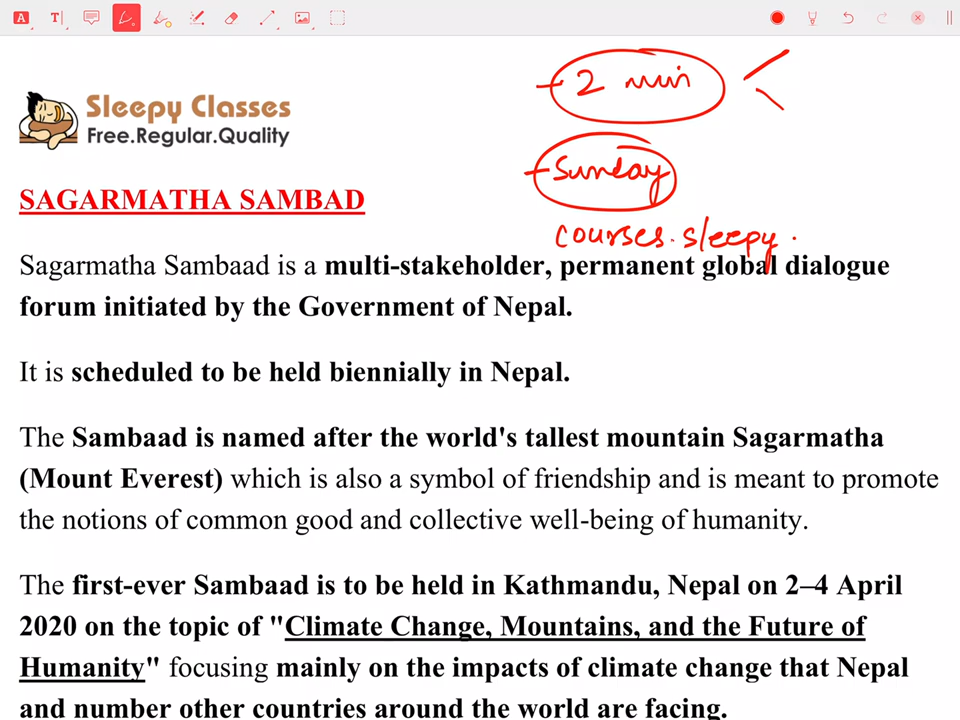 2 min
Sleepy Classes
Free.Regular.Quality
Sunday
SAGARMATHA SAMBAD
courses.sleepy.
Sagarmatha Sambaad is a multi-stakeholder, permanent global dialogue
forum initiated by the Government of Nepal.
It is scheduled to be held biennially in Nepal.
The Sambaad is named after the world's tallest mountain Sagarmatha
(Mount Everest) which is also a symbol of friendship and is meant to promote
the notions of common good and collective well-being of humanity.
The first-ever Sambaad is to be held in Kathmandu, Nepal on 2–4 April
2020 on the topic of "Climate Change, Mountains, and the Future of
Humanity" focusing mainly on the impacts of climate change that Nepal
and number other countries around the world are facing.